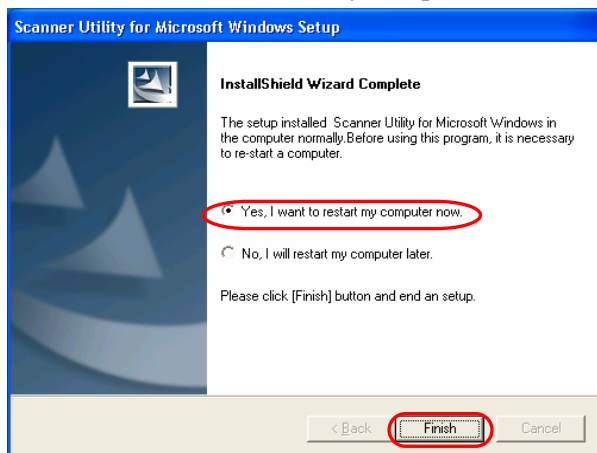 Scanner Utility for Microsoft Windows Setup
InstallShield Wizard Complete
The setup installed Scanner Utility for Microsoft Windows in
the computer normally.Before using this program, it is necessary
to re-start a computer.
Yes, I want to restart my computer now.
No, I will restart my computer later.
Please click [Finish] button and end an setup.
< Back
Finish
Cancel